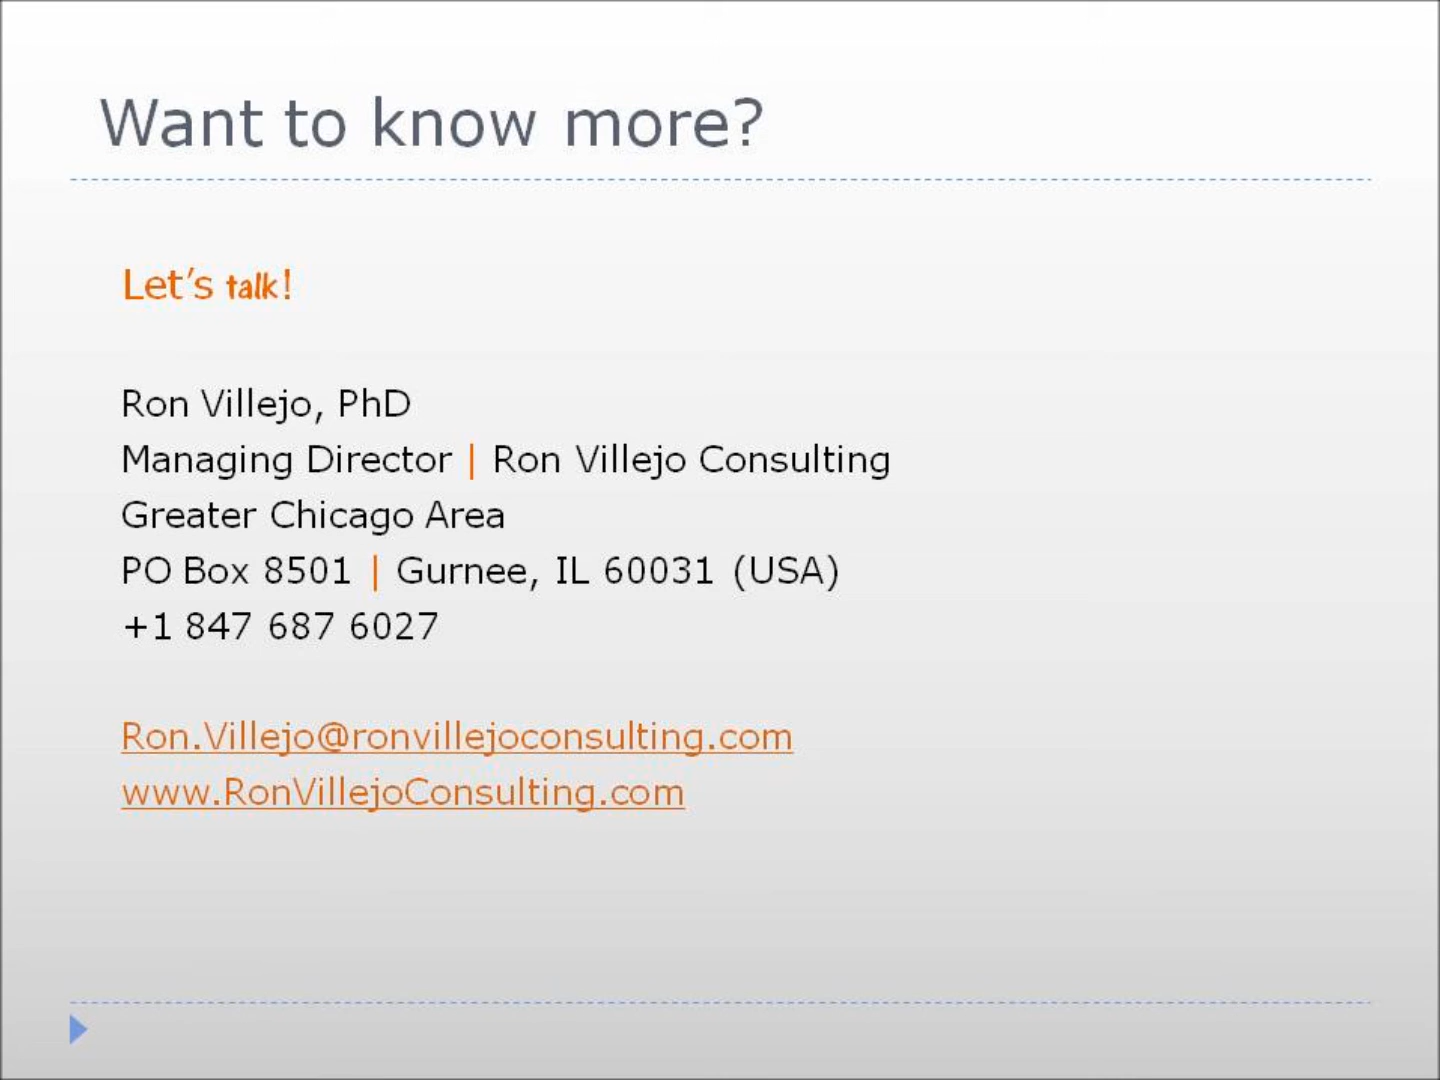 Want to know more?
Let’s talk!
Ron Villejo, PhD
Managing Director | Ron Villejo Consulting
Greater Chicago Area
PO Box 8501 | Gurnee, IL 60031 (USA)
+1 847 687 6027
Ron.Villejo@ronvillejoconsulting.com
www.RonVillejoConsulting.com